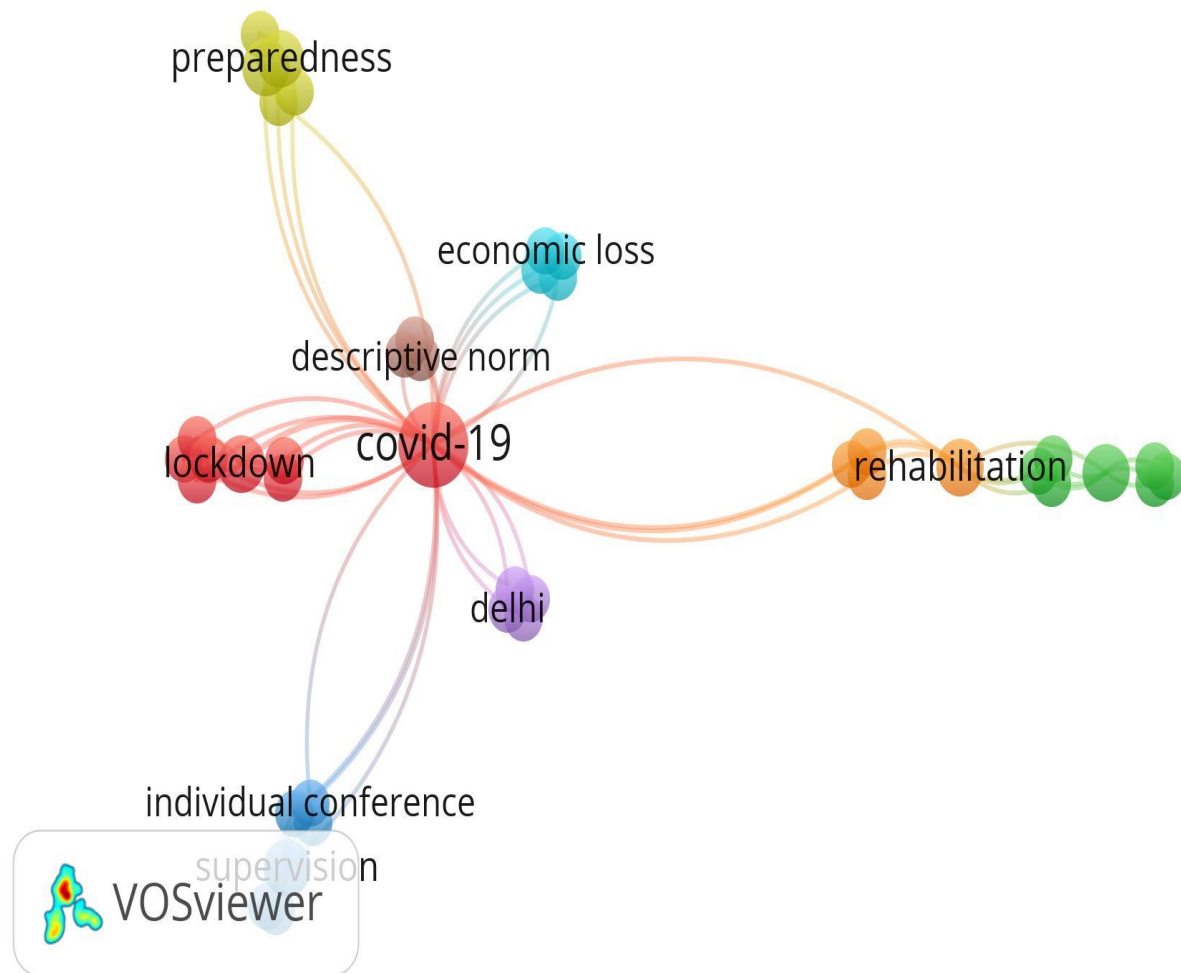 preparedness
economic loss
descriptive norm
covid-19
lockdown
rehabilitation
delhi
individual conference
supervision
VOSviewer